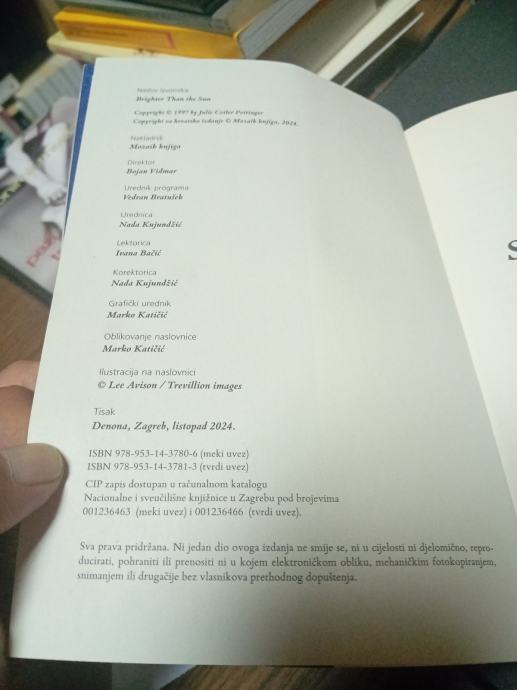 Naslov izvornika
Brighter Than the Sun
Copyright © 1997 by Julie Cotler Pottinger
Copyright za hrvatsko izdanje © Mozaik knjiga, 2024.
Nakladnik
Mozaik knjiga
Direktor
Bojan Vidmar
Urednik programa
Vedran Bratušek
Urednica
Nada Kujundžić
Lektorica
Ivana Bačić
Korektorica
Nada Kujundžić
Grafički urednik
Marko Katičić
Oblikovanje naslovnice
Marko Katičić
Ilustracija na naslovnici
© Lee Avison / Trevillion images
Tisak
Denona, Zagreb, listopad 2024.
ISBN 978-953-14-3780-6 (meki uvez)
ISBN 978-953-14-3781-3 (tvrdi uvez)
CIP zapis dostupan u računalnom katalogu
Nacionalne i sveučilišne knjižnice u Zagrebu pod brojevima
001236463 (meki uvez) i 001236466 (tvrdi uvez).
Sva prava pridržana. Ni jedan dio ovoga izdanja ne smije se, ni u cijelosti ni djelomično, repro-
ducirati, pohraniti ili prenositi ni u kojem elektroničkom obliku, mehaničkim fotokopiranjem,
snimanjem ili drugačije bez vlasnikova prethodnog dopuštenja.
S